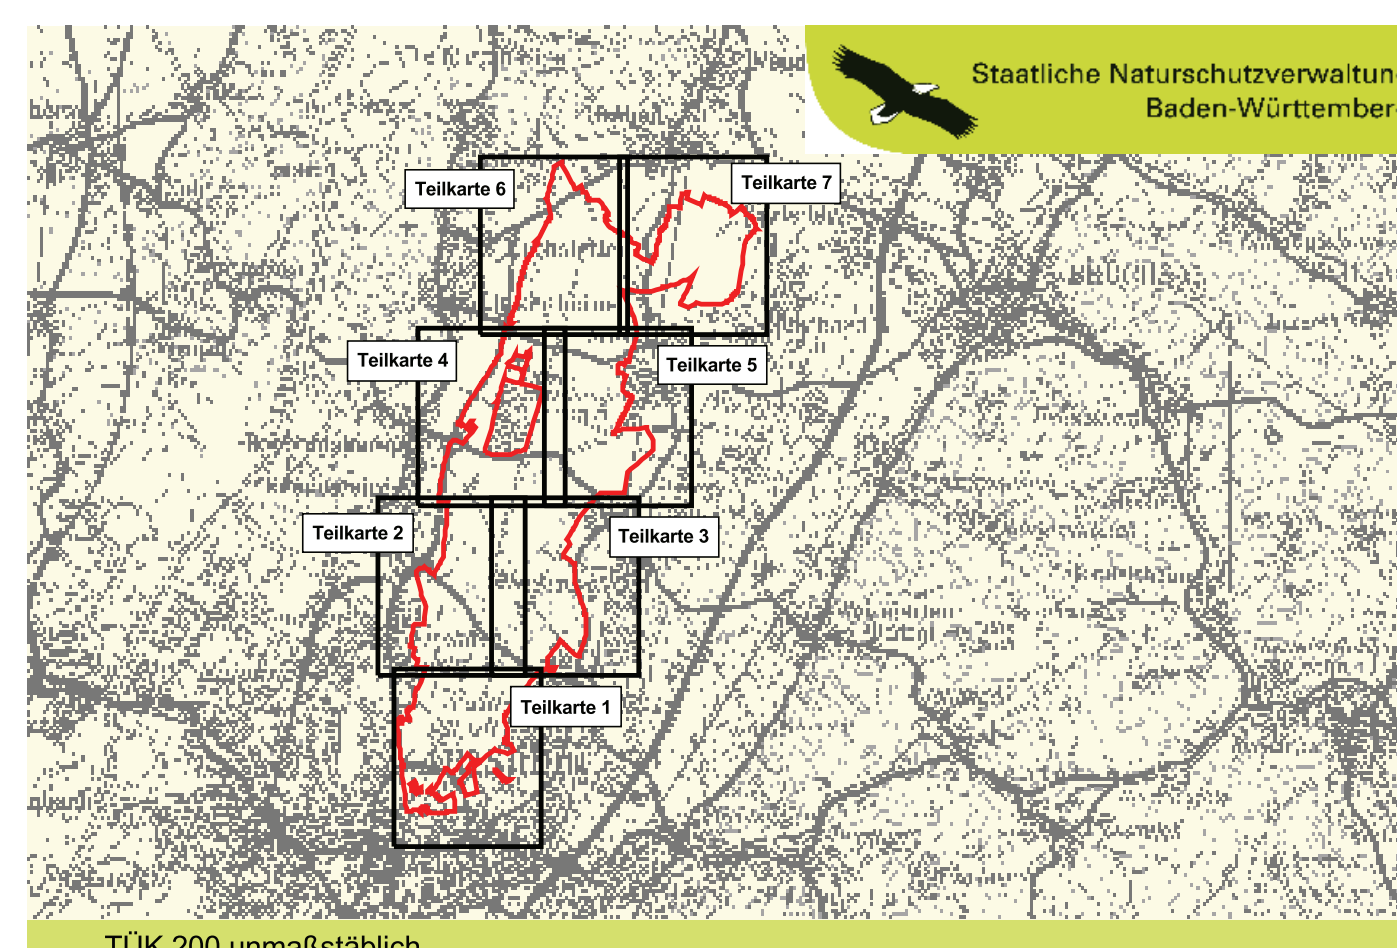 Staatliche Naturschutzverwaltun
Baden-Württember
Teilkarte 6
Teilkarte 7
Teilkarte 4
Teilkarte 5
Teilkarte 2
Teilkarte 3
Teilkarte 1
TÜK 200 unmaßstäblich